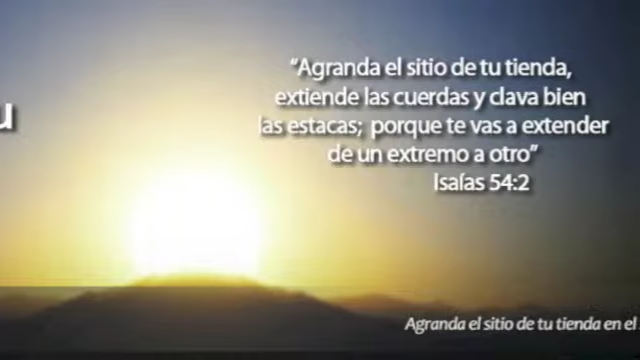 “Agranda el sitio de tu tienda,
extiende las cuerdas y clava bien
las estacas; porque te vas a extender
de un extremo a otro”
Isaías 54:2
u
Agranda el sitio de tu tienda en el